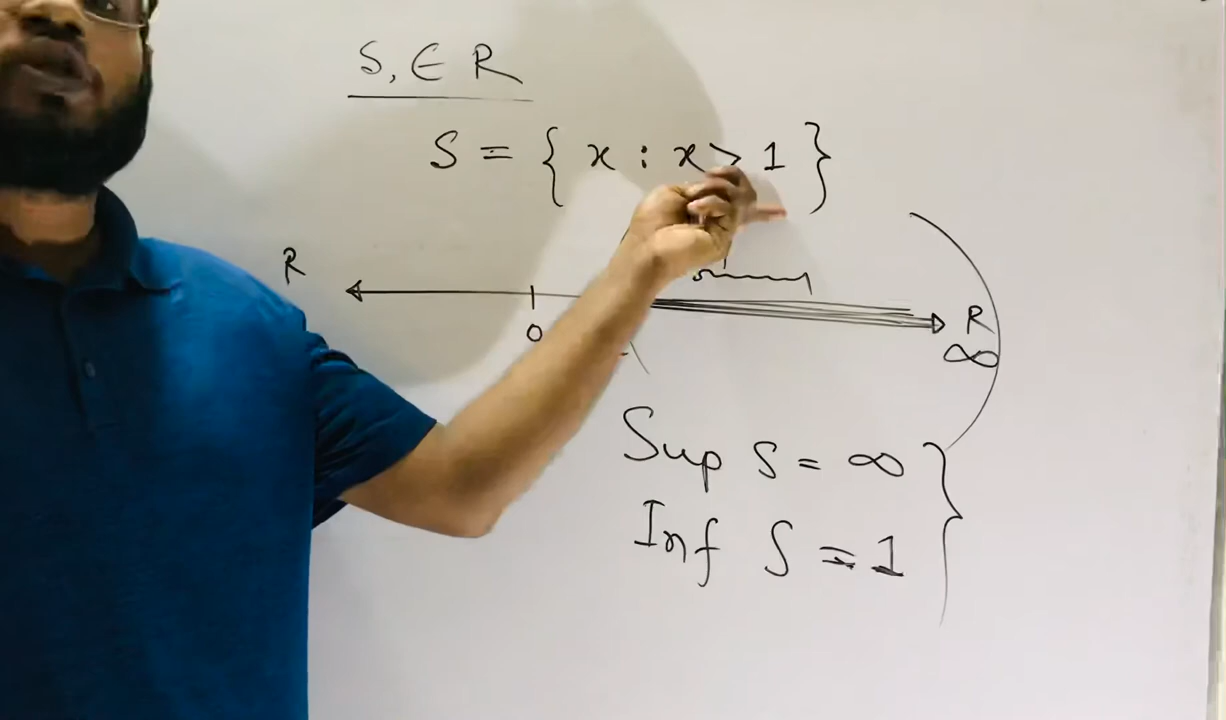 S, ∈ R
S = { x : x > 1 }
R
0
R
∞
Sup S = ∞
Inf S = 1